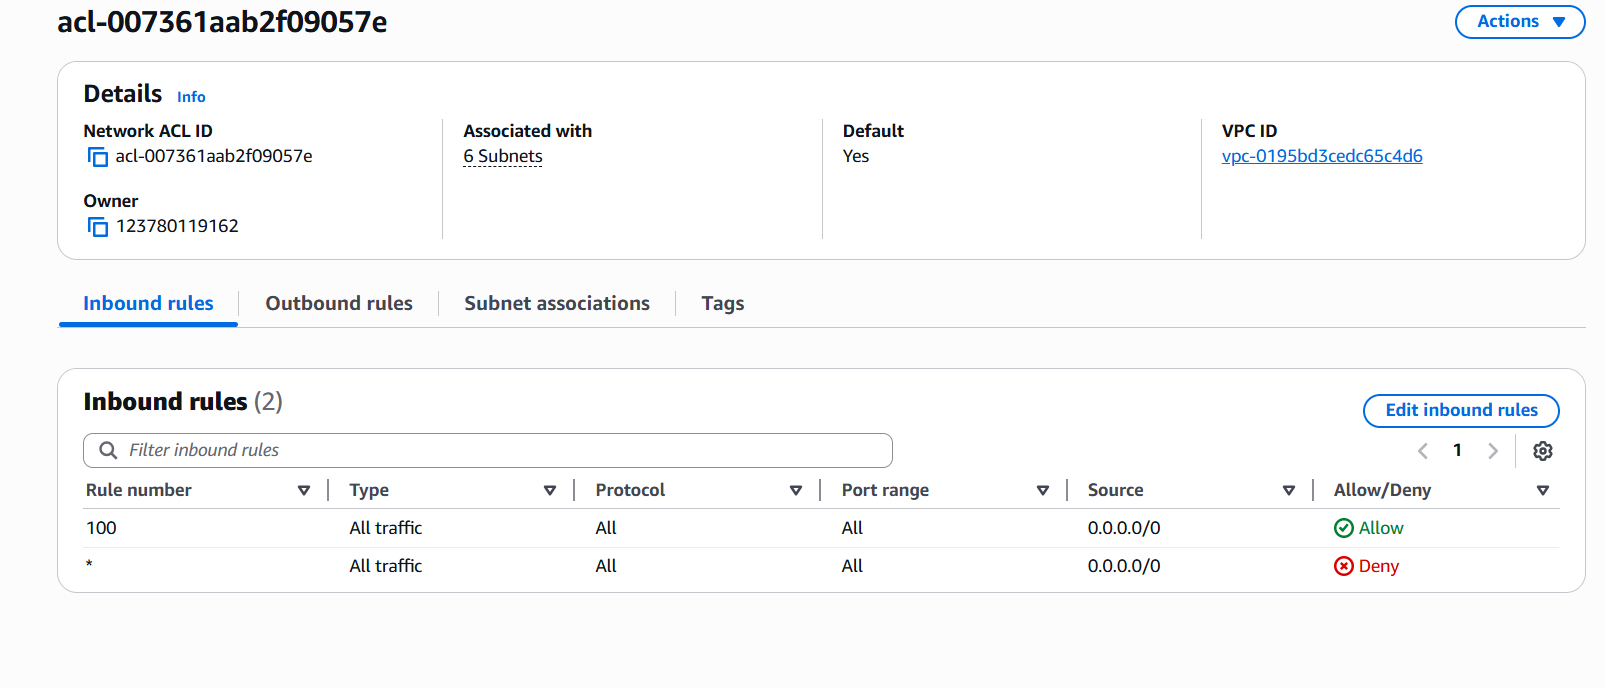 acl-007361aab2f09057e
Actions
Details Info
Network ACL ID
acl-007361aab2f09057e
Associated with
6 Subnets
Default
Yes
VPC ID
vpc-0195bd3cedc65c4d6
Owner
123780119162
Inbound rules Outbound rules Subnet associations Tags
Inbound rules (2)
Edit inbound rules
Filter inbound rules
1
Rule number Type Protocol Port range Source Allow/Deny
100 All traffic All All 0.0.0.0/0 Allow
* All traffic All All 0.0.0.0/0 Deny